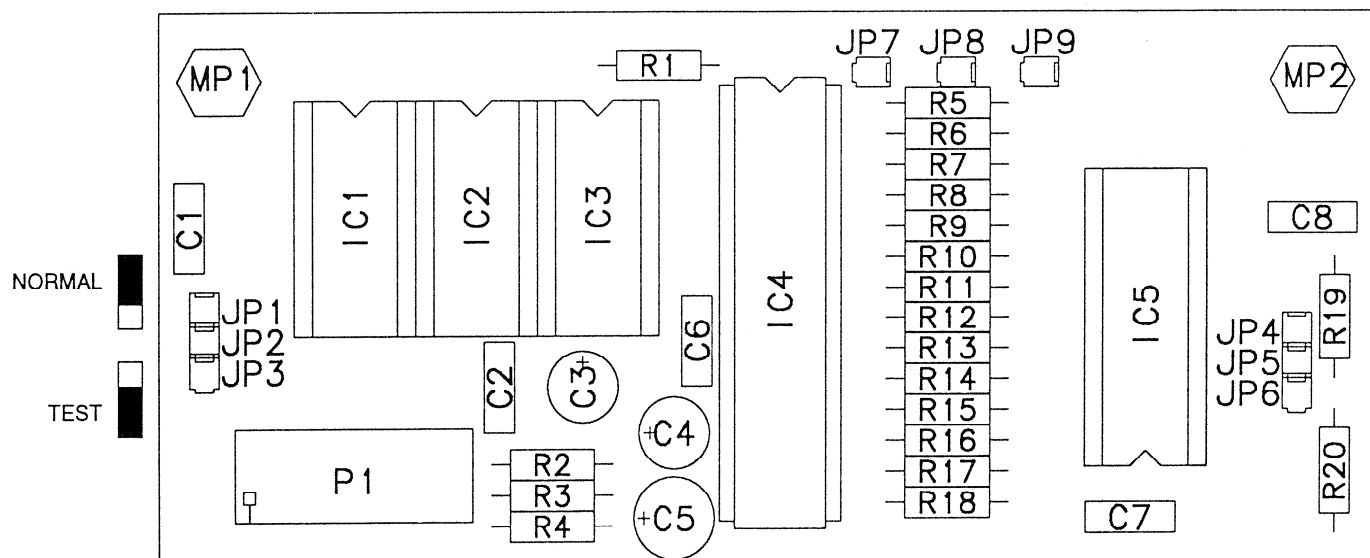 JP7 JP8 JP9
MP1 R1 MP2
R5
R6
R7
R8
R9
R10
R11
R12
R13
R14
R15
R16
R17
R18
IC1 IC2 IC3 IC4 IC5
C1
C8
NORMAL
JP1
JP2
JP3
TEST
C6
C2
C3+
+C4
+C5
R19
JP4
JP5
JP6
P1
R2
R3
R4
R20
C7